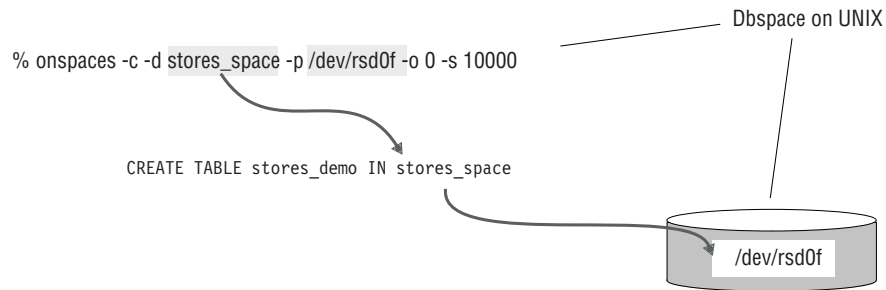 Dbspace on UNIX
% onspaces -c -d stores_space -p /dev/rsd0f -o 0 -s 10000
CREATE TABLE stores_demo IN stores_space
/dev/rsd0f